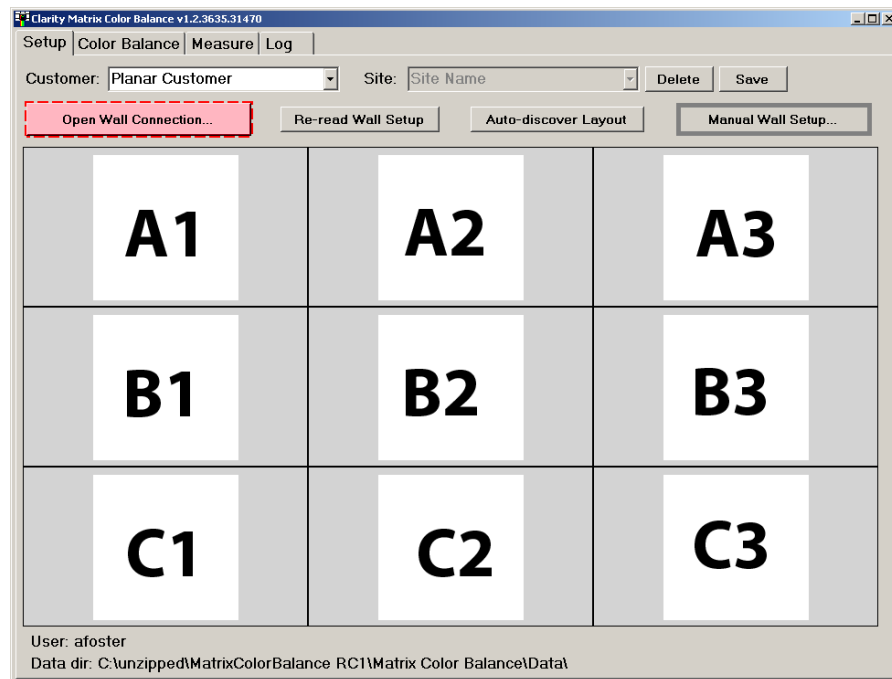 Clarity Matrix Color Balance v1.2.3635.31470
Setup Color Balance Measure Log
Customer: Planar Customer Site: Site Name Delete Save
Open Wall Connection... Re-read Wall Setup Auto-discover Layout Manual Wall Setup...
A1 A2 A3
B1 B2 B3
C1 C2 C3
User: afoster
Data dir: C:\unzipped\MatrixColorBalance RC1\Matrix Color Balance\Data\